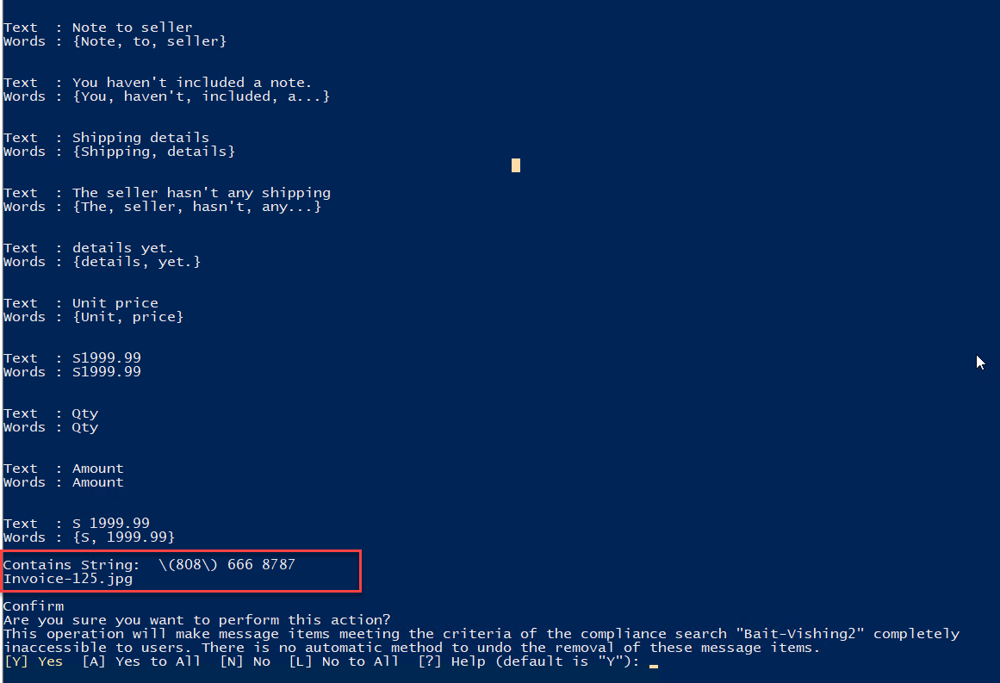 Text  : Note to seller
Words : {Note, to, seller}
Text  : You haven't included a note.
Words : {You, haven't, included, a...}
Text  : Shipping details
Words : {Shipping, details}
Text  : The seller hasn't any shipping
Words : {The, seller, hasn't, any...}
Text  : details yet.
Words : {details, yet.}
Text  : Unit price
Words : {Unit, price}
Text  : S1999.99
Words : S1999.99
Text  : Qty
Words : Qty
Text  : Amount
Words : Amount
Text  : S 1999.99
Words : {S, 1999.99}
Contains String:  \(808\) 666 8787
Invoice-125.jpg
Confirm
Are you sure you want to perform this action?
This operation will make message items meeting the criteria of the compliance search "Bait-Vishing2" completely
inaccessible to users. There is no automatic method to undo the removal of these message items.
[Y] Yes  [A] Yes to All  [N] No  [L] No to All  [?] Help (default is "Y"):